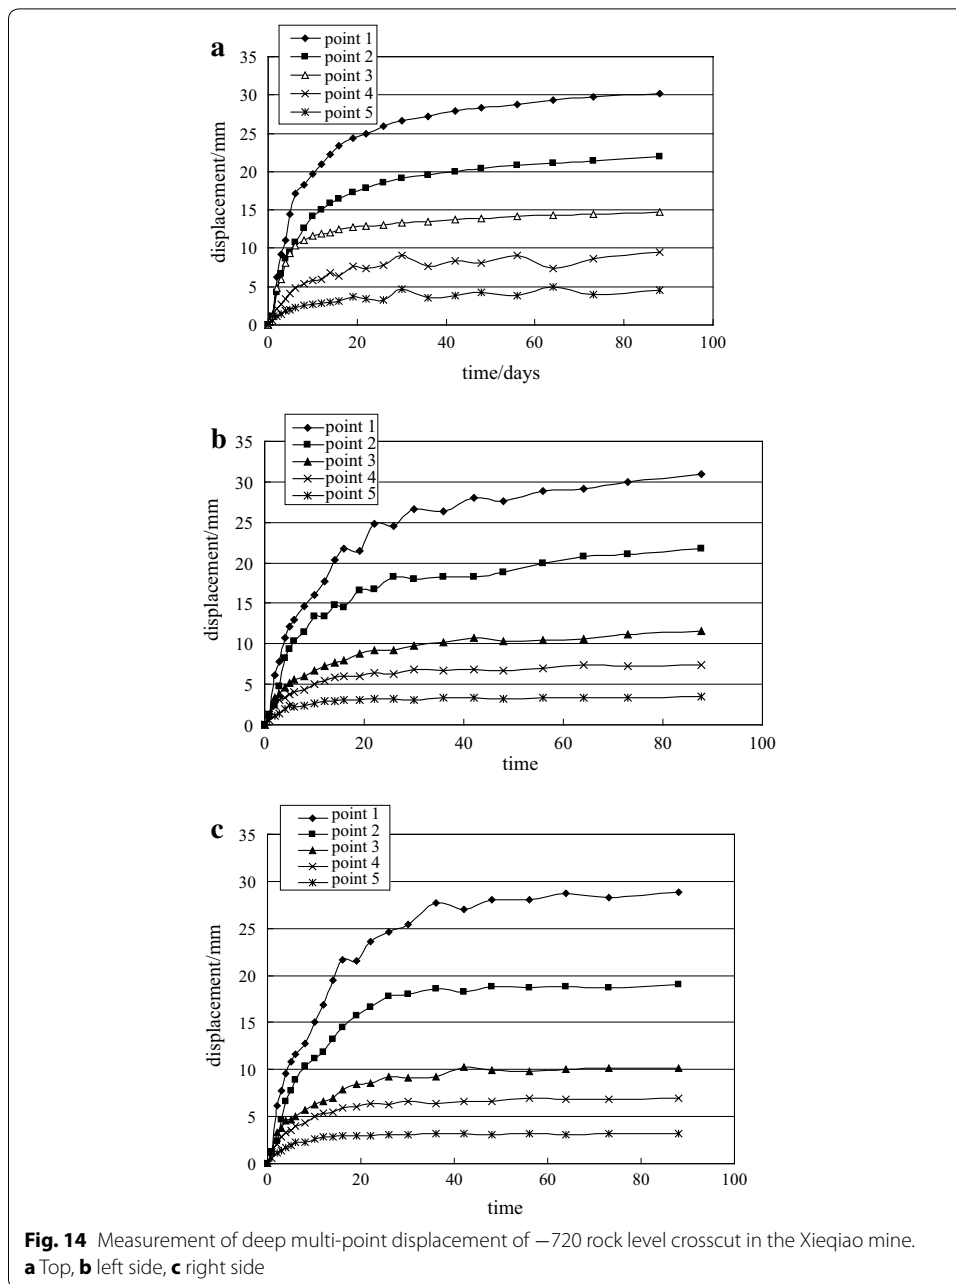 a
point 1
point 2
point 3
point 4
point 5
35
30
25
20
15
10
5
0
displacement/mm
0 20 40 60 80 100
time/days
b
point 1
point 2
point 3
point 4
point 5
35
30
25
20
15
10
5
0
displacement/mm
0 20 40 60 80 100
time
c
point 1
point 2
point 3
point 4
point 5
35
30
25
20
15
10
5
0
displacement/mm
0 20 40 60 80 100
time
Fig. 14 Measurement of deep multi-point displacement of −720 rock level crosscut in the Xieqiao mine.
a Top, b left side, c right side